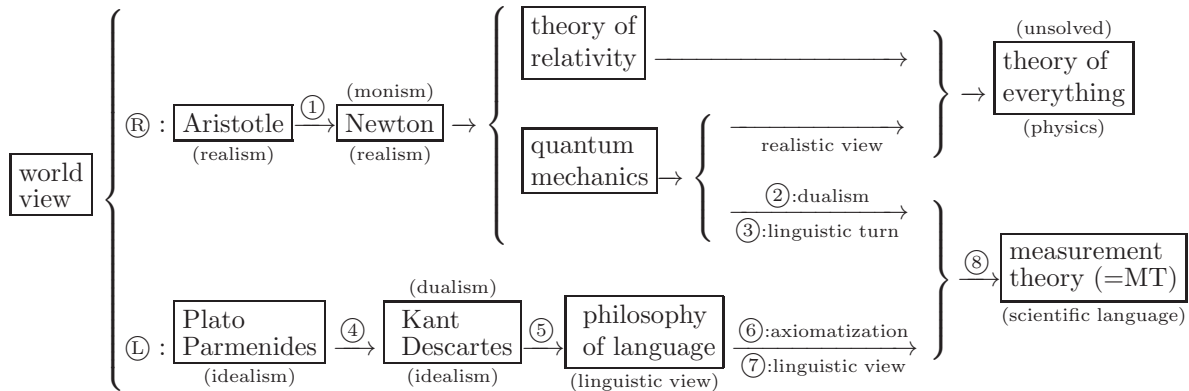 world
view
Ⓡ :
Aristotle
(realism)
①
(monism)
Newton
(realism)
theory of
relativity
quantum
mechanics
realistic view
②:dualism
③:linguistic turn
(unsolved)
theory of
everything
(physics)
Ⓛ :
Plato
Parmenides
(idealism)
④
(dualism)
Kant
Descartes
(idealism)
⑤
philosophy
of language
(linguistic view)
⑥:axiomatization
⑦:linguistic view
⑧
measurement
theory (=MT)
(scientific language)